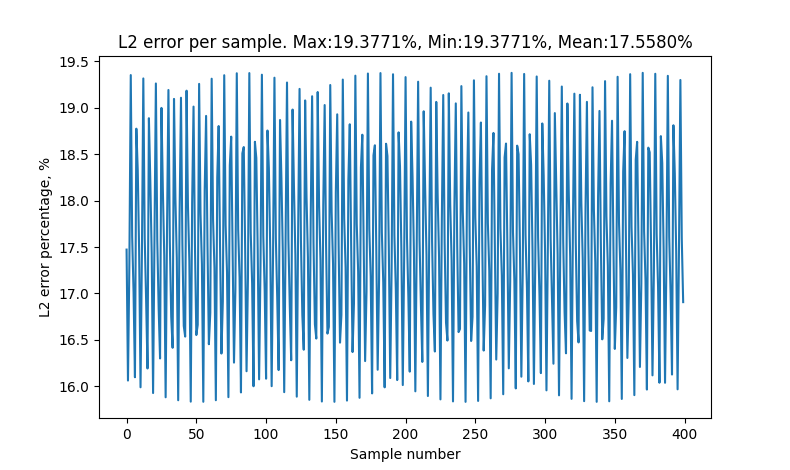 L2 error per sample. Max:19.3771%, Min:19.3771%, Mean:17.5580%
L2 error percentage, %
19.5
19.0
18.5
18.0
17.5
17.0
16.5
16.0
0 50 100 150 200 250 300 350 400
Sample number